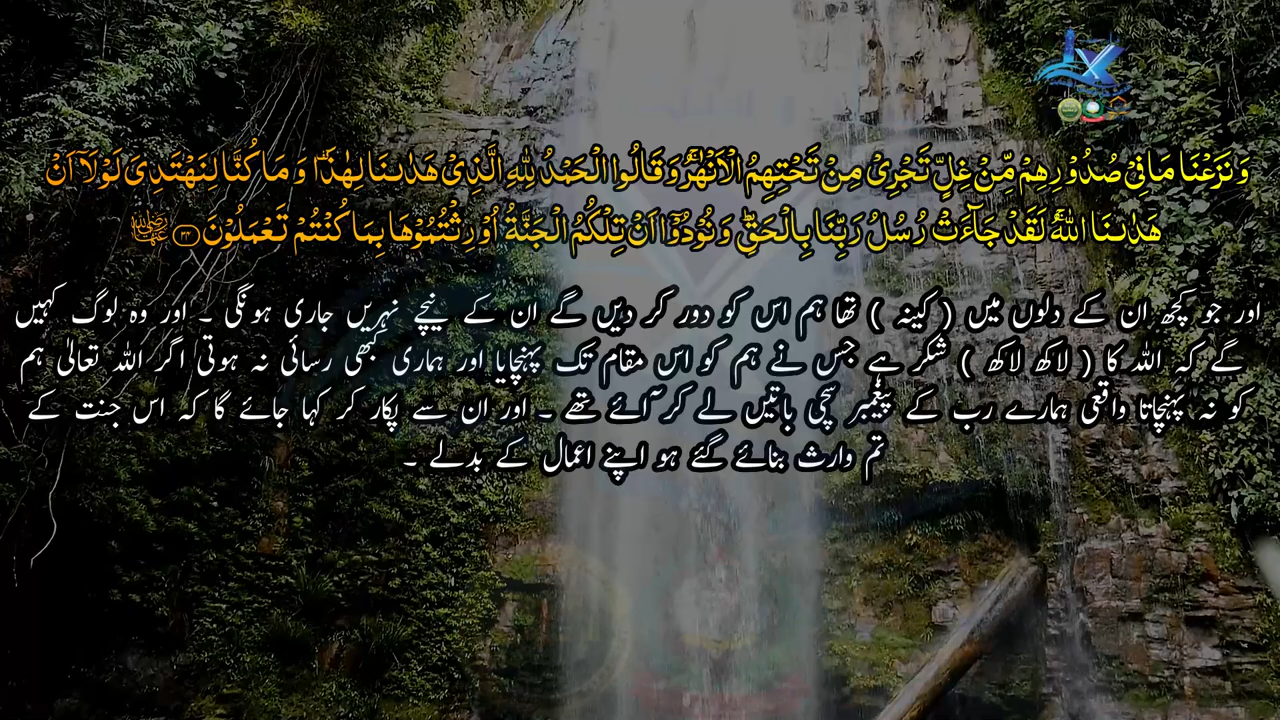 وَ نَزَعۡنَا مَا فِیۡ صُدُوۡرِہِمۡ مِّنۡ غِلٍّ تَجۡرِیۡ مِنۡ تَحۡتِہِمُ الۡاَنۡہٰرُ ۚ وَ قَالُوا الۡحَمۡدُ لِلّٰہِ الَّذِیۡ ہَدٰىنَا لِہٰذَا ۟ وَ مَا کُنَّا لِنَہۡتَدِیَ لَوۡ لَاۤ اَنۡ
ہَدٰىنَا اللّٰہُ ۚ لَقَدۡ جَآءَتۡ رُسُلُ رَبِّنَا بِالۡحَقِّ ؕ وَ نُوۡدُوۡۤا اَنۡ تِلۡکُمُ الۡجَنَّۃُ اُوۡرِثۡتُمُوۡہَا بِمَا کُنۡتُمۡ تَعۡمَلُوۡنَ ﴿۴۳﴾
اور جو کچھ ان کے دلوں میں ( کینہ ) تھا ہم اس کو دور کر دیں گے ان کے نیچے نہریں جاری ہونگی ۔ اور وہ لوگ کہیں
گے کہ اللہ کا ( لاکھ لاکھ ) شکر ہے جس نے ہم کو اس مقام تک پہنچایا اور ہماری کبھی رسائی نہ ہوتی اگر اللہ تعالٰی ہم
کو نہ پہنچاتا واقعی ہمارے رب کے پیغمبر سچی باتیں لے کر آئے تھے ۔ اور ان سے پکار کر کہا جائے گا کہ اس جنت کے
تم وارث بنائے گئے ہو اپنے اعمال کے بدلے ۔